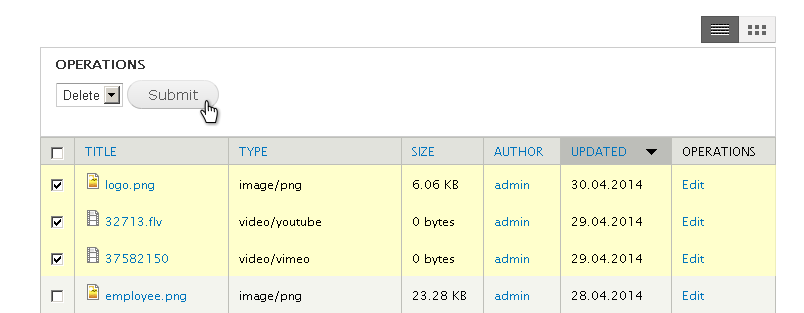 OPERATIONS
Delete Submit
TITLE TYPE SIZE AUTHOR UPDATED OPERATIONS
logo.png image/png 6.06 KB admin 30.04.2014 Edit
32713.flv video/youtube 0 bytes admin 29.04.2014 Edit
37582150 video/vimeo 0 bytes admin 29.04.2014 Edit
employee.png image/png 23.28 KB admin 28.04.2014 Edit